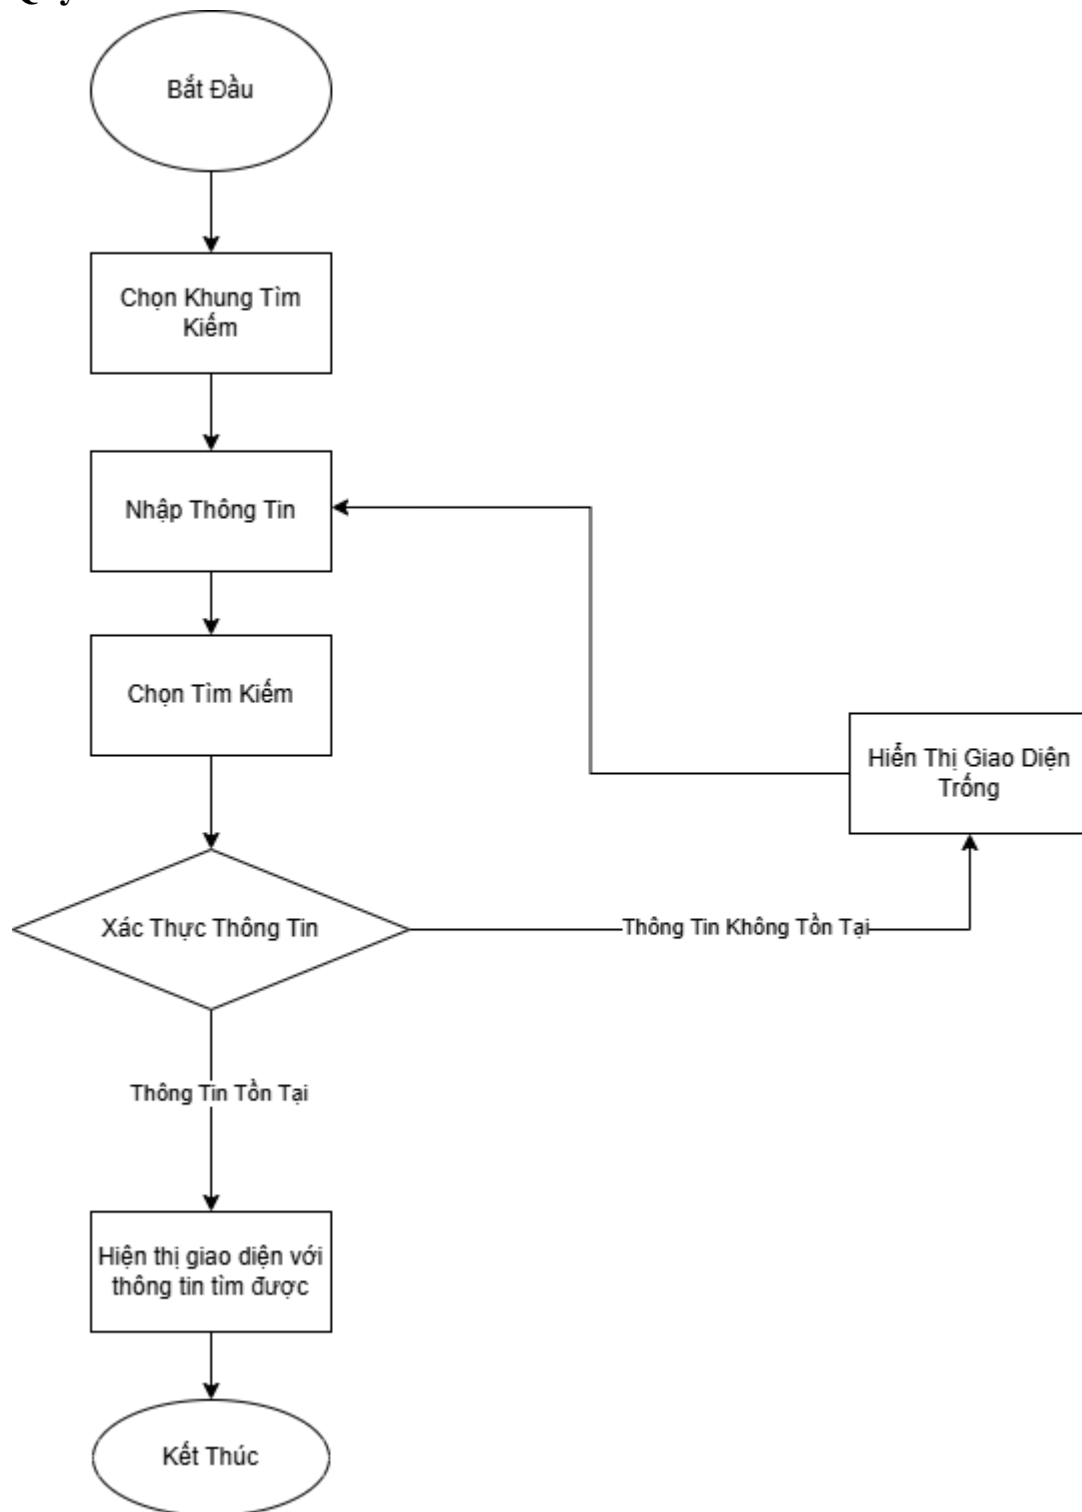 Bắt Đầu
Chọn Khung Tìm
Kiếm
Nhập Thông Tin
Chọn Tìm Kiếm
Hiển Thị Giao Diện
Trống
Xác Thực Thông Tin
Thông Tin Không Tồn Tại
Thông Tin Tồn Tại
Hiện thị giao diện với
thông tin tìm được
Kết Thúc